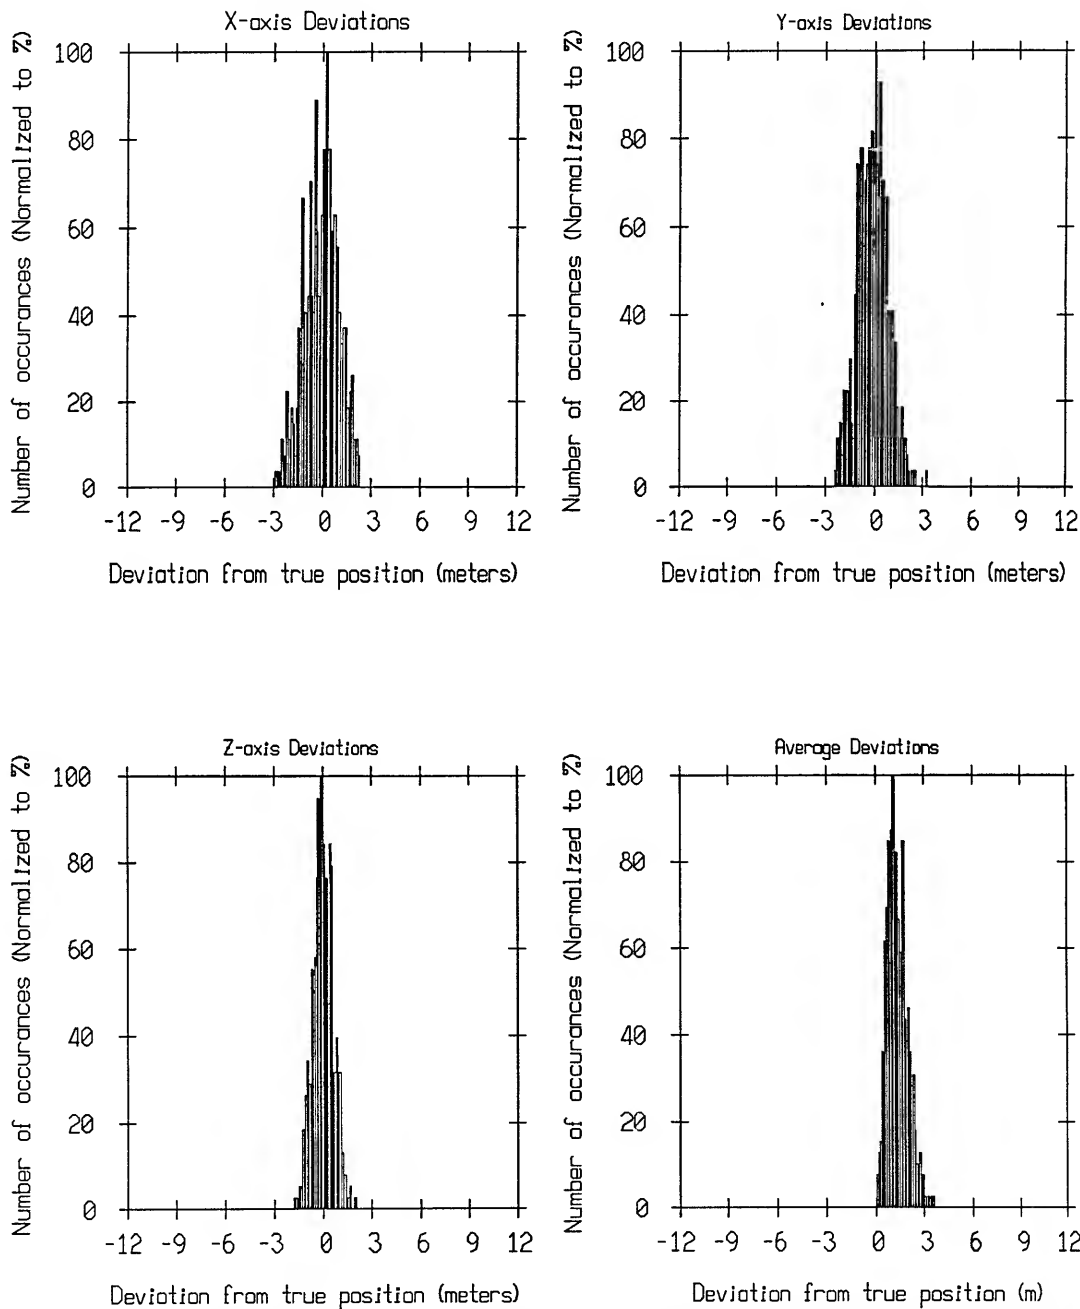 X-axis Deviations
Number of occurances (Normalized to %)
100
80
60
40
20
0
-12 -9 -6 -3 0 3 6 9 12
Deviation from true position (meters)
Y-axis Deviations
Number of occurances (Normalized to %)
100
80
60
40
20
0
-12 -9 -6 -3 0 3 6 9 12
Deviation from true position (meters)
Z-axis Deviations
Number of occurances (Normalized to %)
100
80
60
40
20
0
-12 -9 -6 -3 0 3 6 9 12
Deviation from true position (meters)
Average Deviations
Number of occurances (Normalized to %)
100
80
60
40
20
0
-12 -9 -6 -3 0 3 6 9 12
Deviation from true position (m)